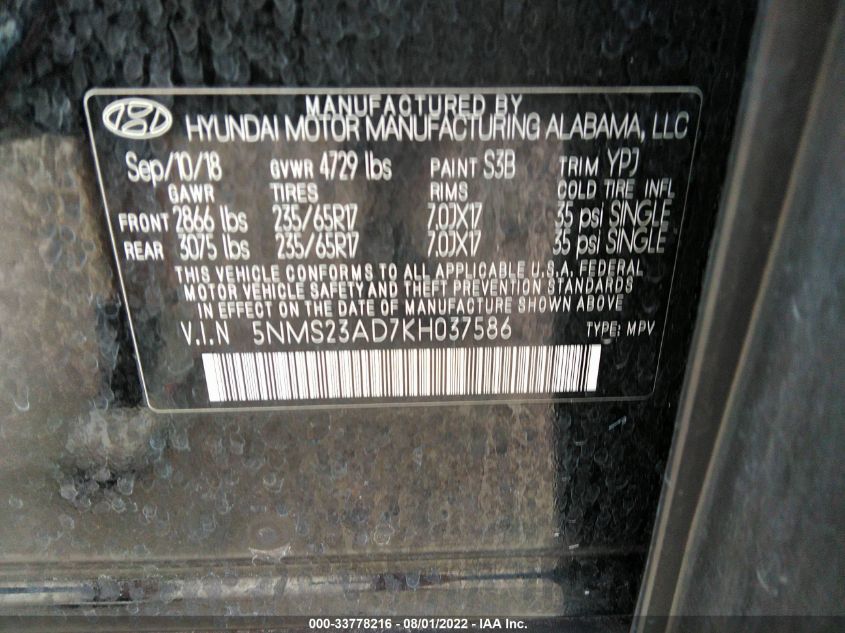 MANUFACTURED BY
HYUNDAI MOTOR MANUFACTURING ALABAMA, LLC
Sep/10/18 GVWR 4729 lbs PAINT S3B TRIM YPJ
GAWR TIRES RIMS COLD TIRE INFL
FRONT 2866 lbs 235/65R17 7.0JX17 35 psi SINGLE
REAR 3075 lbs 235/65R17 7.0JX17 35 psi SINGLE
THIS VEHICLE CONFORMS TO ALL APPLICABLE U.S.A. FEDERAL
MOTOR VEHICLE SAFETY AND THEFT PREVENTION STANDARDS
IN EFFECT ON THE DATE OF MANUFACTURE SHOWN ABOVE
V.I.N 5NMS23AD7KH037586 TYPE: MPV
000-33778216 - 08/01/2022 - IAA Inc.